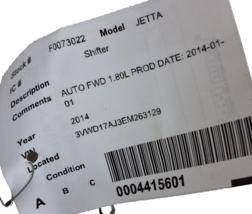 Stock # F0073022 Model JETTA
IC # Shifter
Description
Comments AUTO FWD 1.80L PROD DATE: 2014-01-
01
Year 2014
VIN 3VWD17AJ3EM263129
Located
Condition
A B C
0004415601